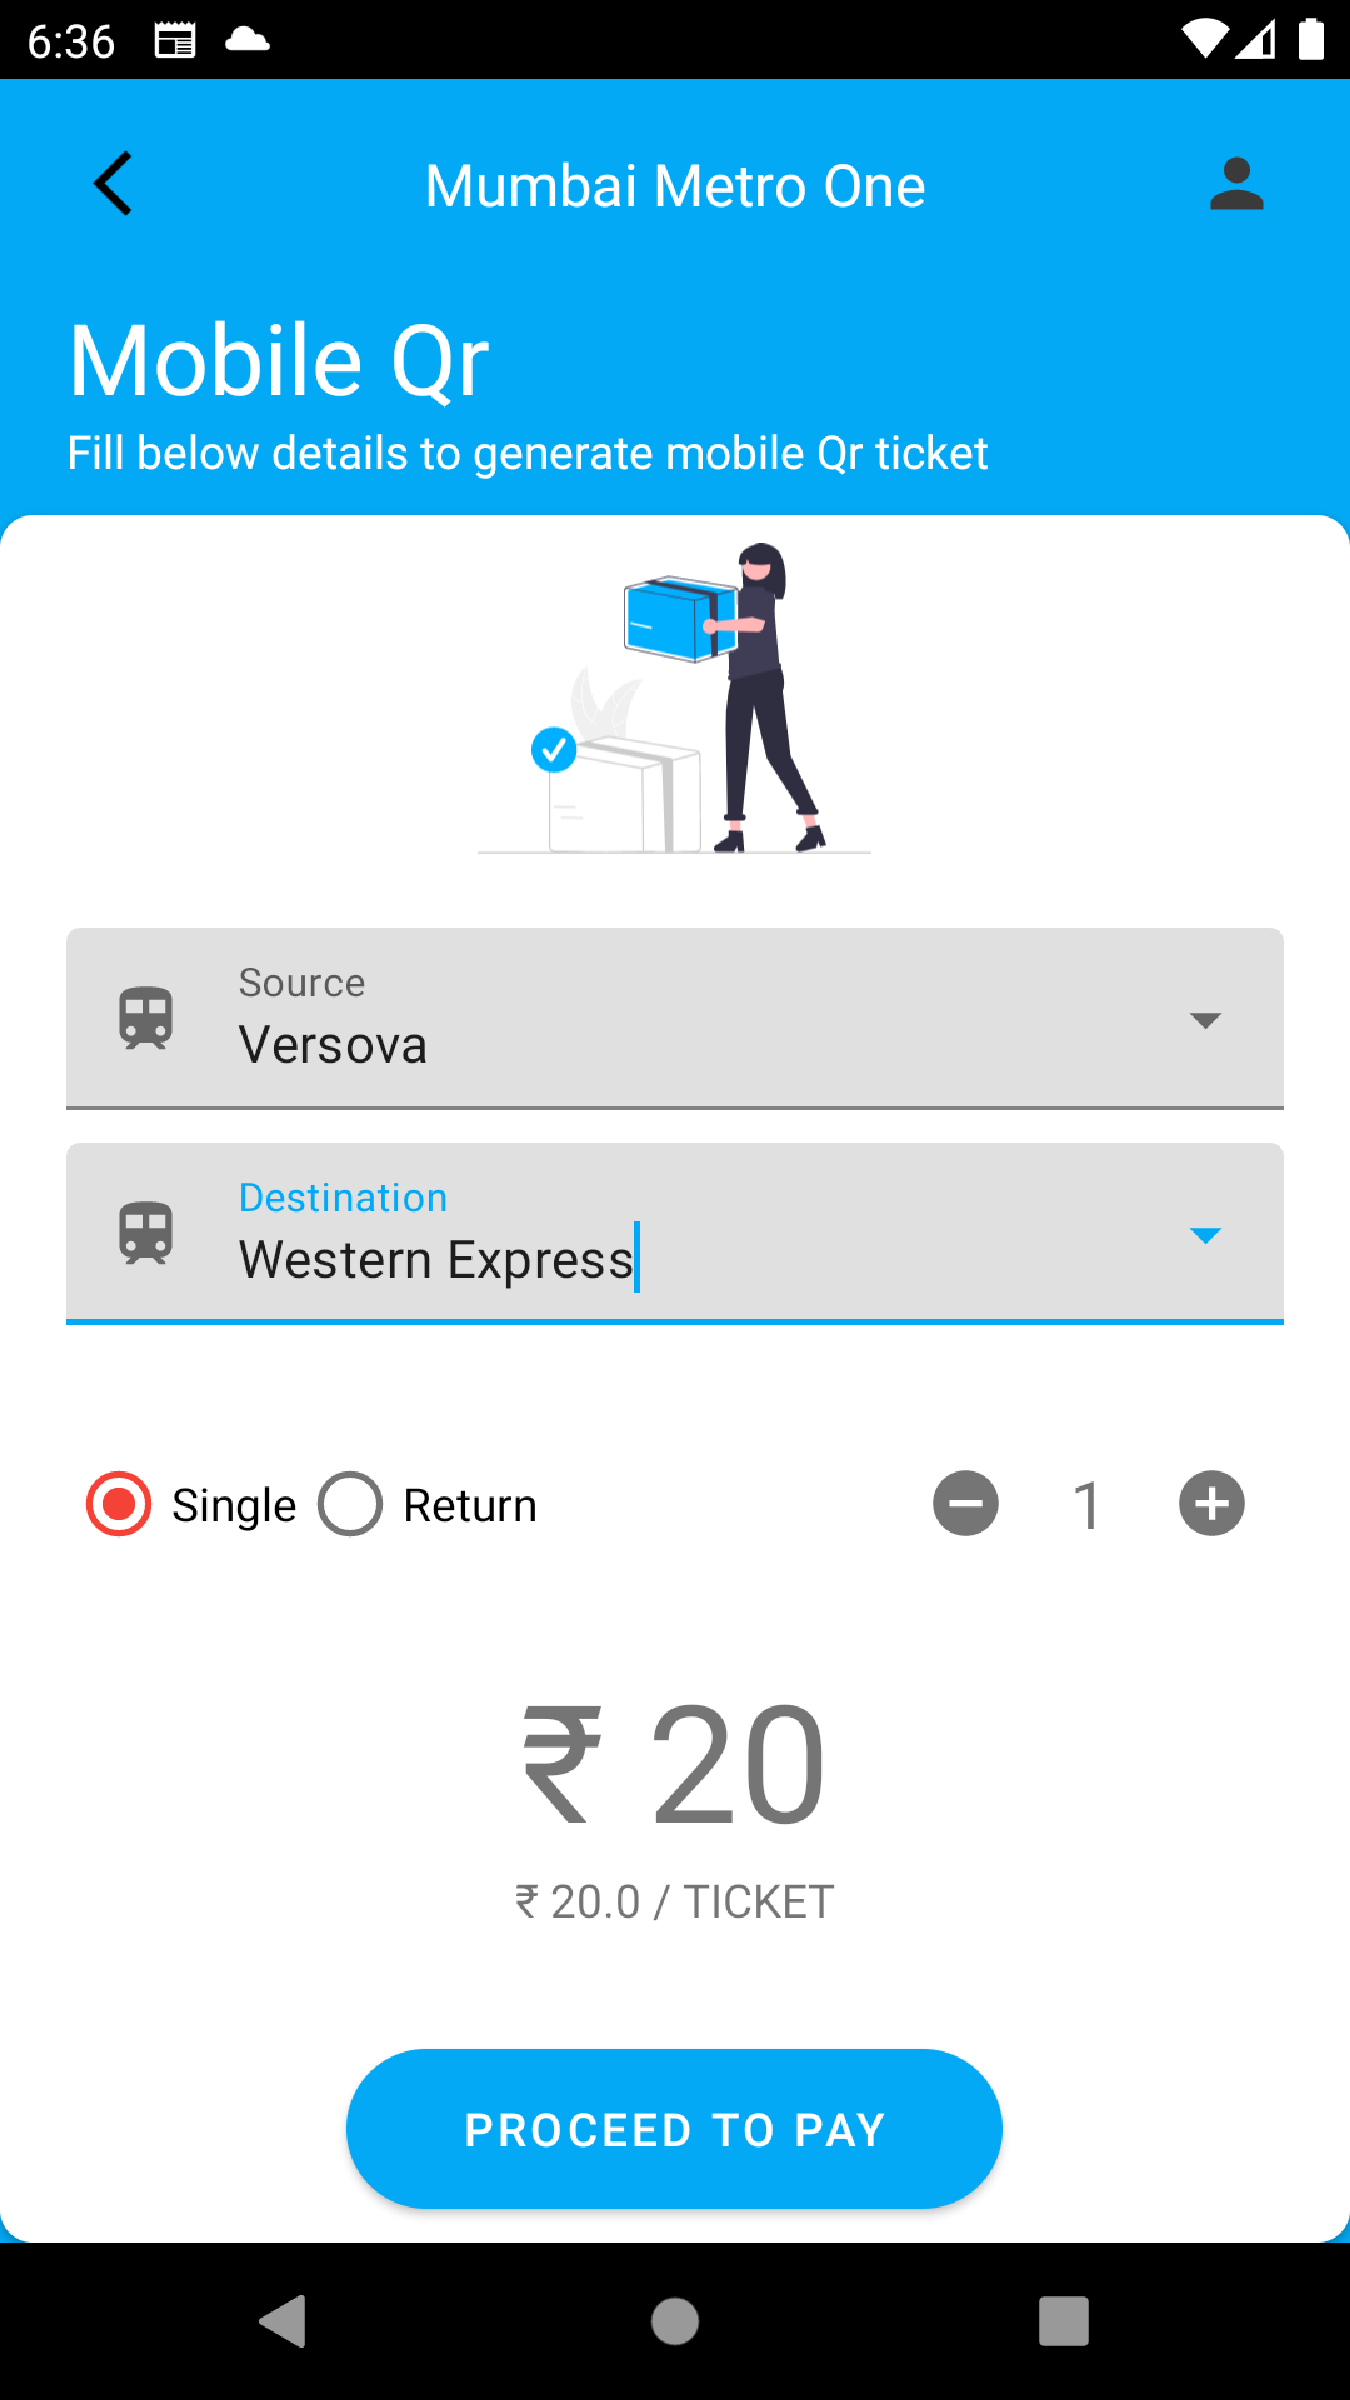 6:36
Mumbai Metro One
Mobile Qr
Fill below details to generate mobile Qr ticket
Source
Versova
Destination
Western Express
Single
Return
1
₹ 20
₹ 20.0 / TICKET
PROCEED TO PAY